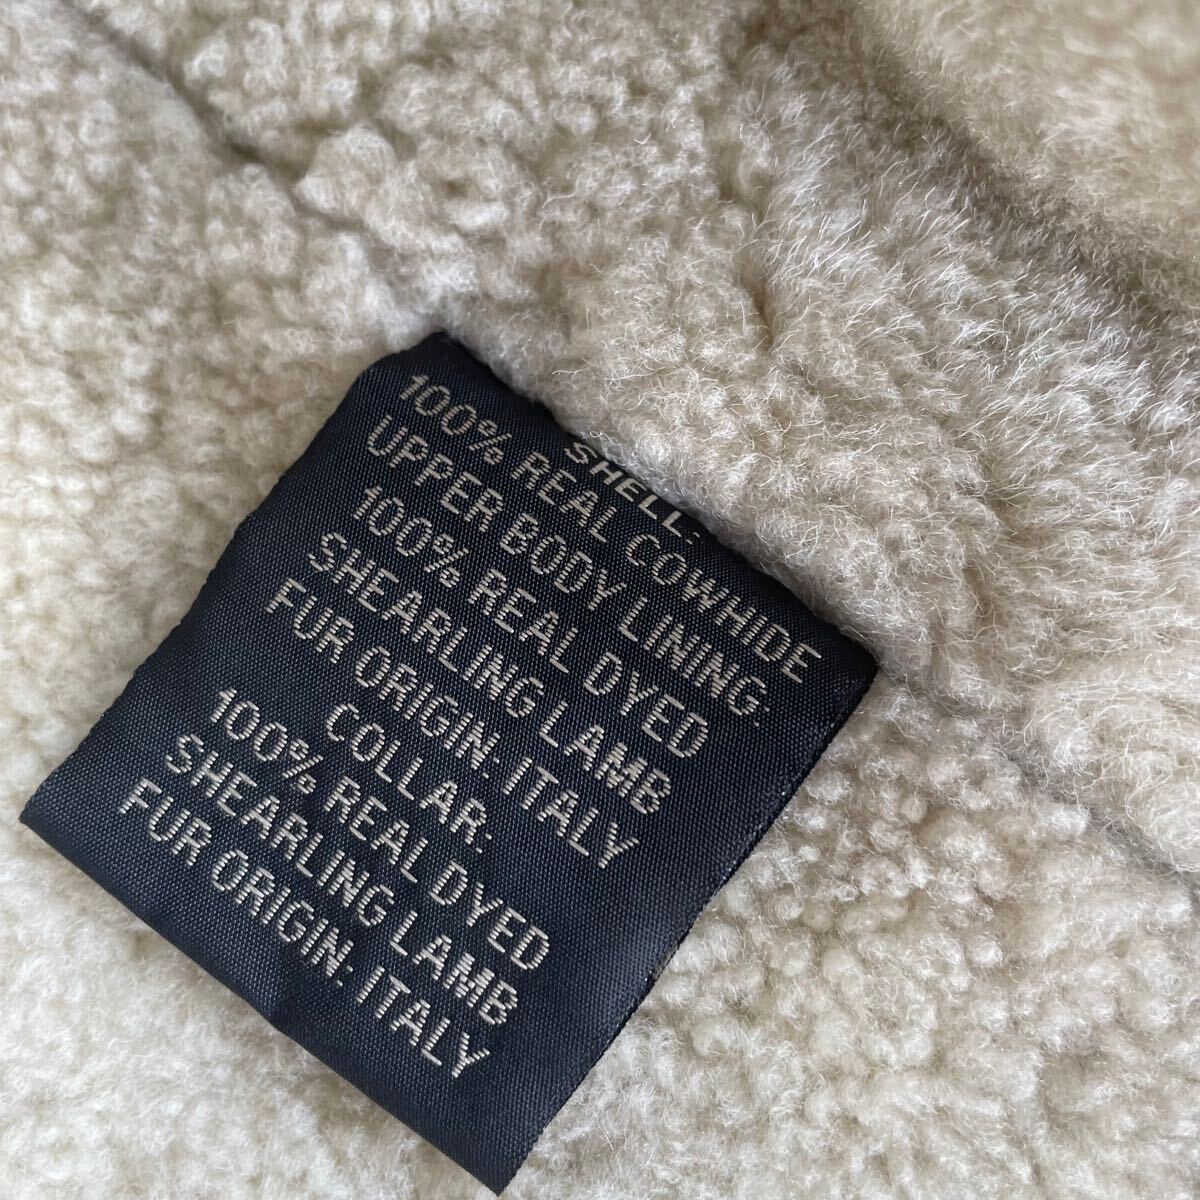 SHELL:
100% REAL COWHIDE
UPPER BODY LINING.
100% REAL DYED
SHEARLING LAMB
FUR ORIGIN: ITALY
COLLAR:
100% REAL DYED
SHEARLING LAMB
FUR ORIGIN: ITALY